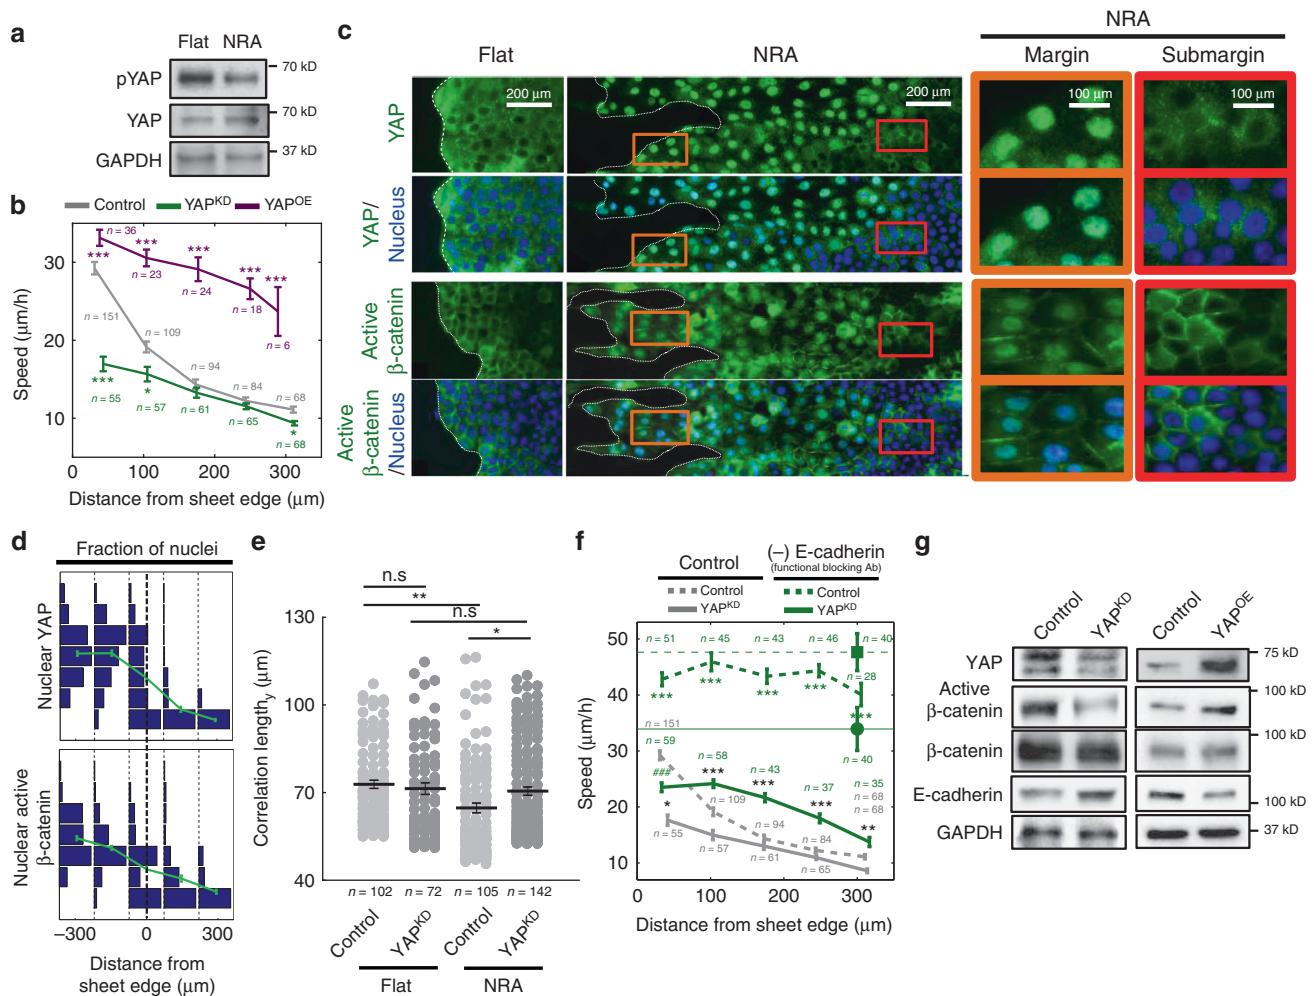 a
Flat NRA
pYAP
70 kD
YAP
70 kD
GAPDH
37 kD
b
Control YAPKD YAPOE
n = 36
***
***
n = 23
***
n = 24
***
n = 18
***
n = 6
n = 151
n = 109
n = 94
n = 84
n = 68
***
n = 55
*
n = 57
n = 61
n = 65
*
n = 68
30
20
10
Speed (μm/h)
0 100 200 300
Distance from sheet edge (μm)
c
Flat
NRA
NRA
Margin
Submargin
200 μm
200 μm
100 μm
100 μm
YAP
YAP/
Nucleus
Active
β-catenin
Active
β-catenin
/Nucleus
d
Fraction of nuclei
Nuclear YAP
Nuclear active
β-catenin
−300 0 300
Distance from
sheet edge (μm)
e
n.s
**
n.s
*
130
100
70
40
Correlation lengthy (μm)
n = 102 n = 72 n = 105 n = 142
Control YAPKD Control YAPKD
Flat NRA
f
Control
(–) E-cadherin
(functional blocking Ab)
Control
YAPKD
Control
YAPKD
n = 51 n = 45 n = 43 n = 46 n = 40
n = 28
*** *** *** *** ***
n = 151
n = 59
n = 40
n = 58
n = 43
n = 37
n = 35
n = 68
n = 68
###
*** *** *** **
*
n = 109
n = 94
n = 84
n = 55
n = 57
n = 61
n = 65
50
40
30
20
10
Speed (μm/h)
0 100 200 300
Distance from sheet edge (μm)
g
Control YAPKD Control YAPOE
YAP
75 kD
Active
β-catenin
100 kD
β-catenin
100 kD
E-cadherin
100 kD
GAPDH
37 kD